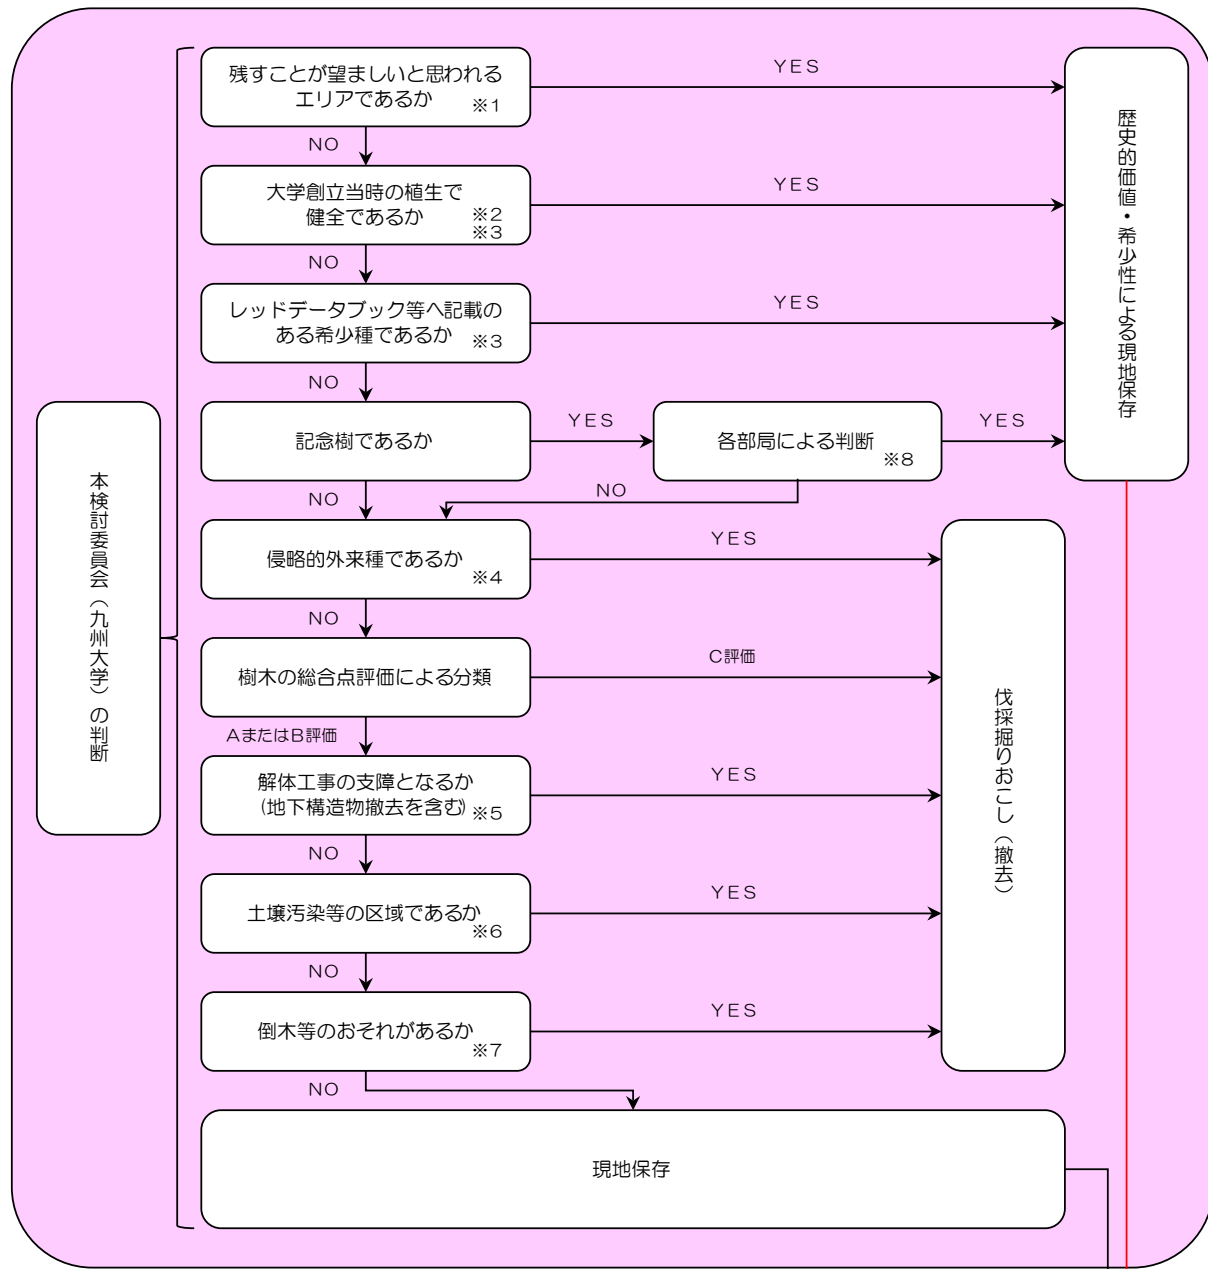 残すことが望ましいと思われる
エリアであるか
※1
YES
NO
大学創立当時の植生で
健全であるか
※2
※3
YES
NO
レッドデータブック等へ記載の
ある希少種であるか
※3
YES
NO
記念樹であるか
YES
各部局による判断
※8
YES
NO
NO
歴史的価値・希少性による現地保存
本検討委員会（九州大学）の判断
侵略的外来種であるか
※4
YES
NO
樹木の総合点評価による分類
C評価
AまたはB評価
解体工事の支障となるか
(地下構造物撤去を含む)
※5
YES
NO
土壌汚染等の区域であるか
※6
YES
NO
倒木等のおそれがあるか
※7
YES
NO
伐採掘りおこし（撤去）
現地保存